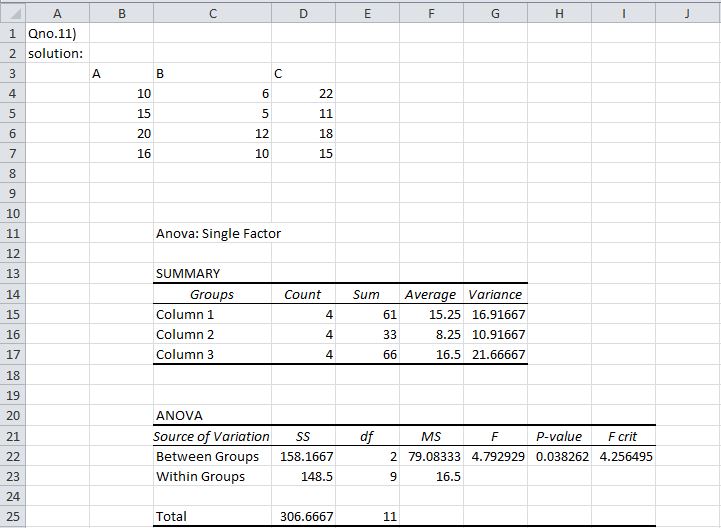 A B C D E F G H I J
1 Qno.11)
2 solution:
3 A B C
4 10 6 22
5 15 5 11
6 20 12 18
7 16 10 15
8
9
10
11 Anova: Single Factor
12
13 SUMMARY
14 Groups Count Sum Average Variance
15 Column 1 4 61 15.25 16.91667
16 Column 2 4 33 8.25 10.91667
17 Column 3 4 66 16.5 21.66667
18
19
20 ANOVA
21 Source of Variation SS df MS F P-value F crit
22 Between Groups 158.1667 2 79.08333 4.792929 0.038262 4.256495
23 Within Groups 148.5 9 16.5
24
25 Total 306.6667 11